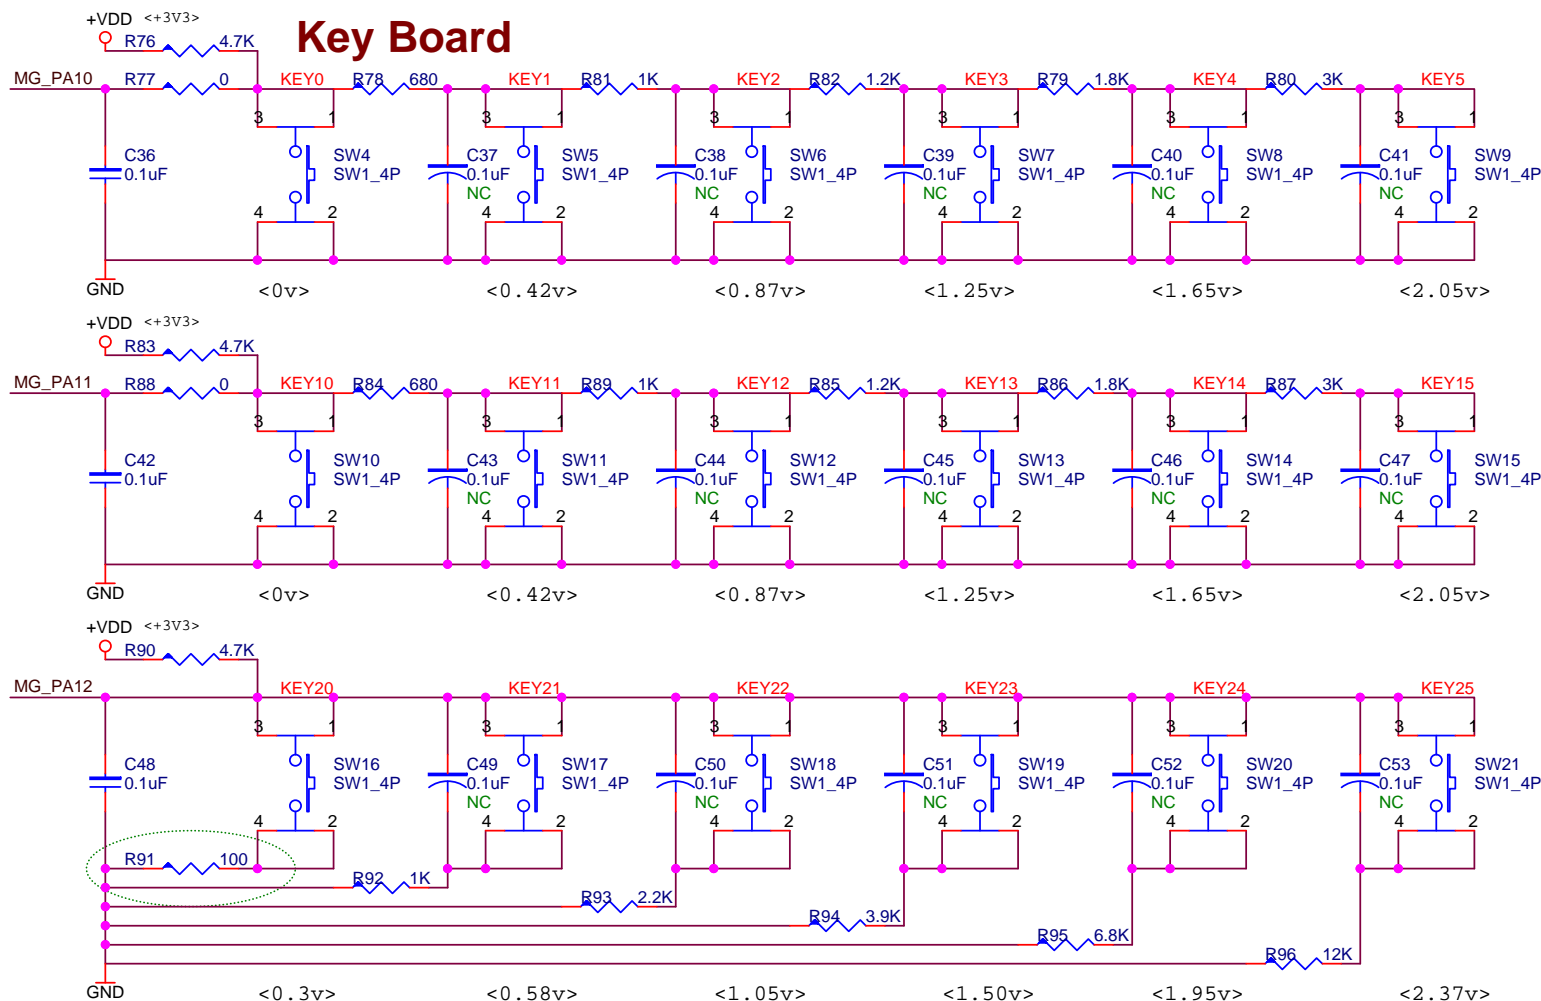 Key Board
+VDD <+3V3>
R76 4.7K
MG_PA10 R77 0 KEY0 R78 680 KEY1 R81 1K KEY2 R82 1.2K KEY3 R79 1.8K KEY4 R80 3K KEY5
3 1 3 1 3 1 3 1 3 1 3 1
C36 SW4 C37 SW5 C38 SW6 C39 SW7 C40 SW8 C41 SW9
0.1uF SW1_4P 0.1uF SW1_4P 0.1uF SW1_4P 0.1uF SW1_4P 0.1uF SW1_4P 0.1uF SW1_4P
NC NC NC NC NC
4 2 4 2 4 2 4 2 4 2 4 2
GND <0v> <0.42v> <0.87v> <1.25v> <1.65v> <2.05v>
+VDD <+3V3>
R83 4.7K
MG_PA11 R88 0 KEY10 R84 680 KEY11 R89 1K KEY12 R85 1.2K KEY13 R86 1.8K KEY14 R87 3K KEY15
3 1 3 1 3 1 3 1 3 1 3 1
C42 SW10 C43 SW11 C44 SW12 C45 SW13 C46 SW14 C47 SW15
0.1uF SW1_4P 0.1uF SW1_4P 0.1uF SW1_4P 0.1uF SW1_4P 0.1uF SW1_4P 0.1uF SW1_4P
NC NC NC NC NC
4 2 4 2 4 2 4 2 4 2 4 2
GND <0v> <0.42v> <0.87v> <1.25v> <1.65v> <2.05v>
+VDD <+3V3>
R90 4.7K
MG_PA12 KEY20 KEY21 KEY22 KEY23 KEY24 KEY25
3 1 3 1 3 1 3 1 3 1 3 1
C48 SW16 C49 SW17 C50 SW18 C51 SW19 C52 SW20 C53 SW21
0.1uF SW1_4P 0.1uF SW1_4P 0.1uF SW1_4P 0.1uF SW1_4P 0.1uF SW1_4P 0.1uF SW1_4P
NC NC NC NC NC
4 2 4 2 4 2 4 2 4 2 4 2
R91 100
R92 1K
R93 2.2K
R94 3.9K
R95 6.8K
R96 12K
GND <0.3v> <0.58v> <1.05v> <1.50v> <1.95v> <2.37v>